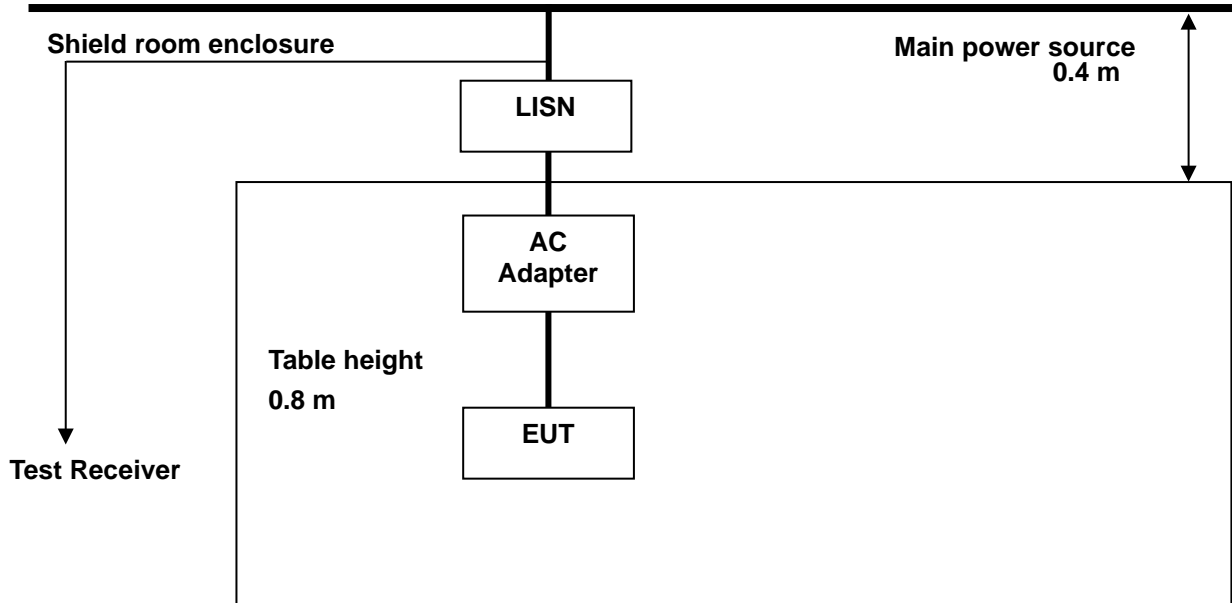 Shield room enclosure
Main power source
0.4 m
LISN
AC
Adapter
Table height
0.8 m
EUT
Test Receiver